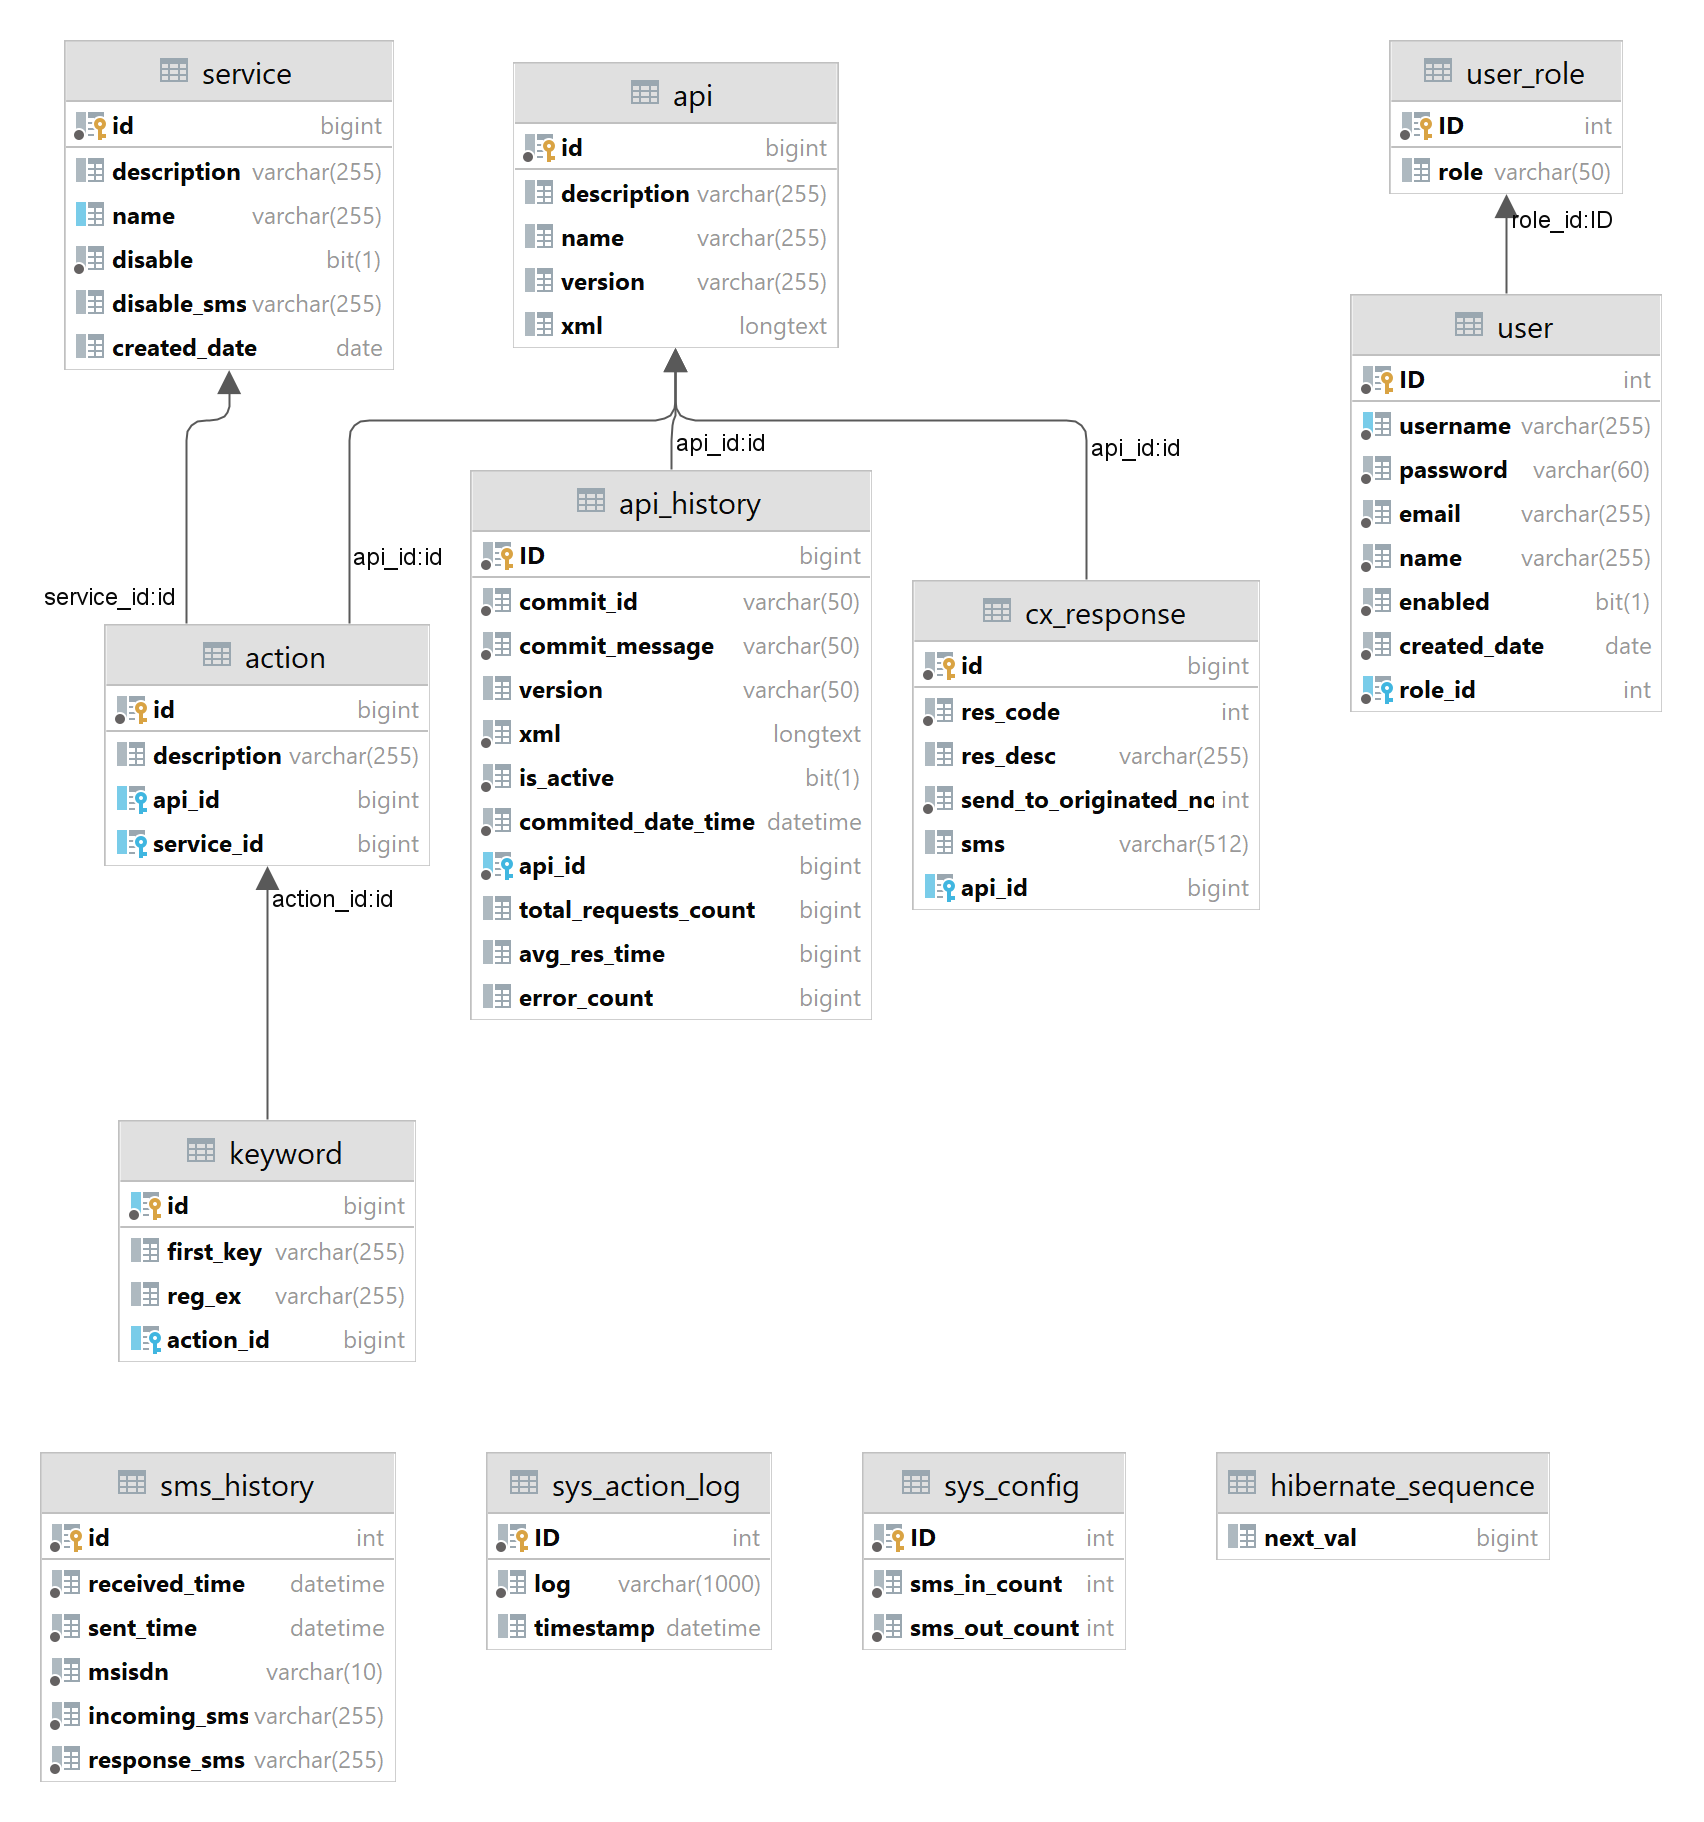 service
id bigint
description varchar(255)
name varchar(255)
disable bit(1)
disable_sms varchar(255)
created_date date
api
id bigint
description varchar(255)
name varchar(255)
version varchar(255)
xml longtext
user_role
ID int
role varchar(50)
role_id:ID
user
ID int
username varchar(255)
password varchar(60)
email varchar(255)
name varchar(255)
enabled bit(1)
created_date date
role_id int
api_id:id
api_id:id
api_id:id
service_id:id
api_history
ID bigint
commit_id varchar(50)
commit_message varchar(50)
version varchar(50)
xml longtext
is_active bit(1)
commited_date_time datetime
api_id bigint
total_requests_count bigint
avg_res_time bigint
error_count bigint
cx_response
id bigint
res_code int
res_desc varchar(255)
send_to_originated_no int
sms varchar(512)
api_id bigint
action
id bigint
description varchar(255)
api_id bigint
service_id bigint
action_id:id
keyword
id bigint
first_key varchar(255)
reg_ex varchar(255)
action_id bigint
sms_history
id int
received_time datetime
sent_time datetime
msisdn varchar(10)
incoming_sms varchar(255)
response_sms varchar(255)
sys_action_log
ID int
log varchar(1000)
timestamp datetime
sys_config
ID int
sms_in_count int
sms_out_count int
hibernate_sequence
next_val bigint